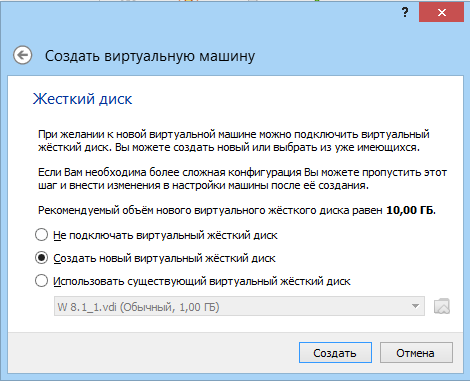 ?
Создать виртуальную машину
Жесткий диск
При желании к новой виртуальной машине можно подключить виртуальный
жёсткий диск. Вы можете создать новый или выбрать из уже имеющихся.
Если Вам необходима более сложная конфигурация Вы можете пропустить этот
шаг и внести изменения в настройки машины после её создания.
Рекомендуемый объём нового виртуального жёсткого диска равен 10,00 ГБ.
Не подключать виртуальный жёсткий диск
Создать новый виртуальный жёсткий диск
Использовать существующий виртуальный жёсткий диск
W 8.1_1.vdi (Обычный, 1,00 ГБ)
Создать
Отмена